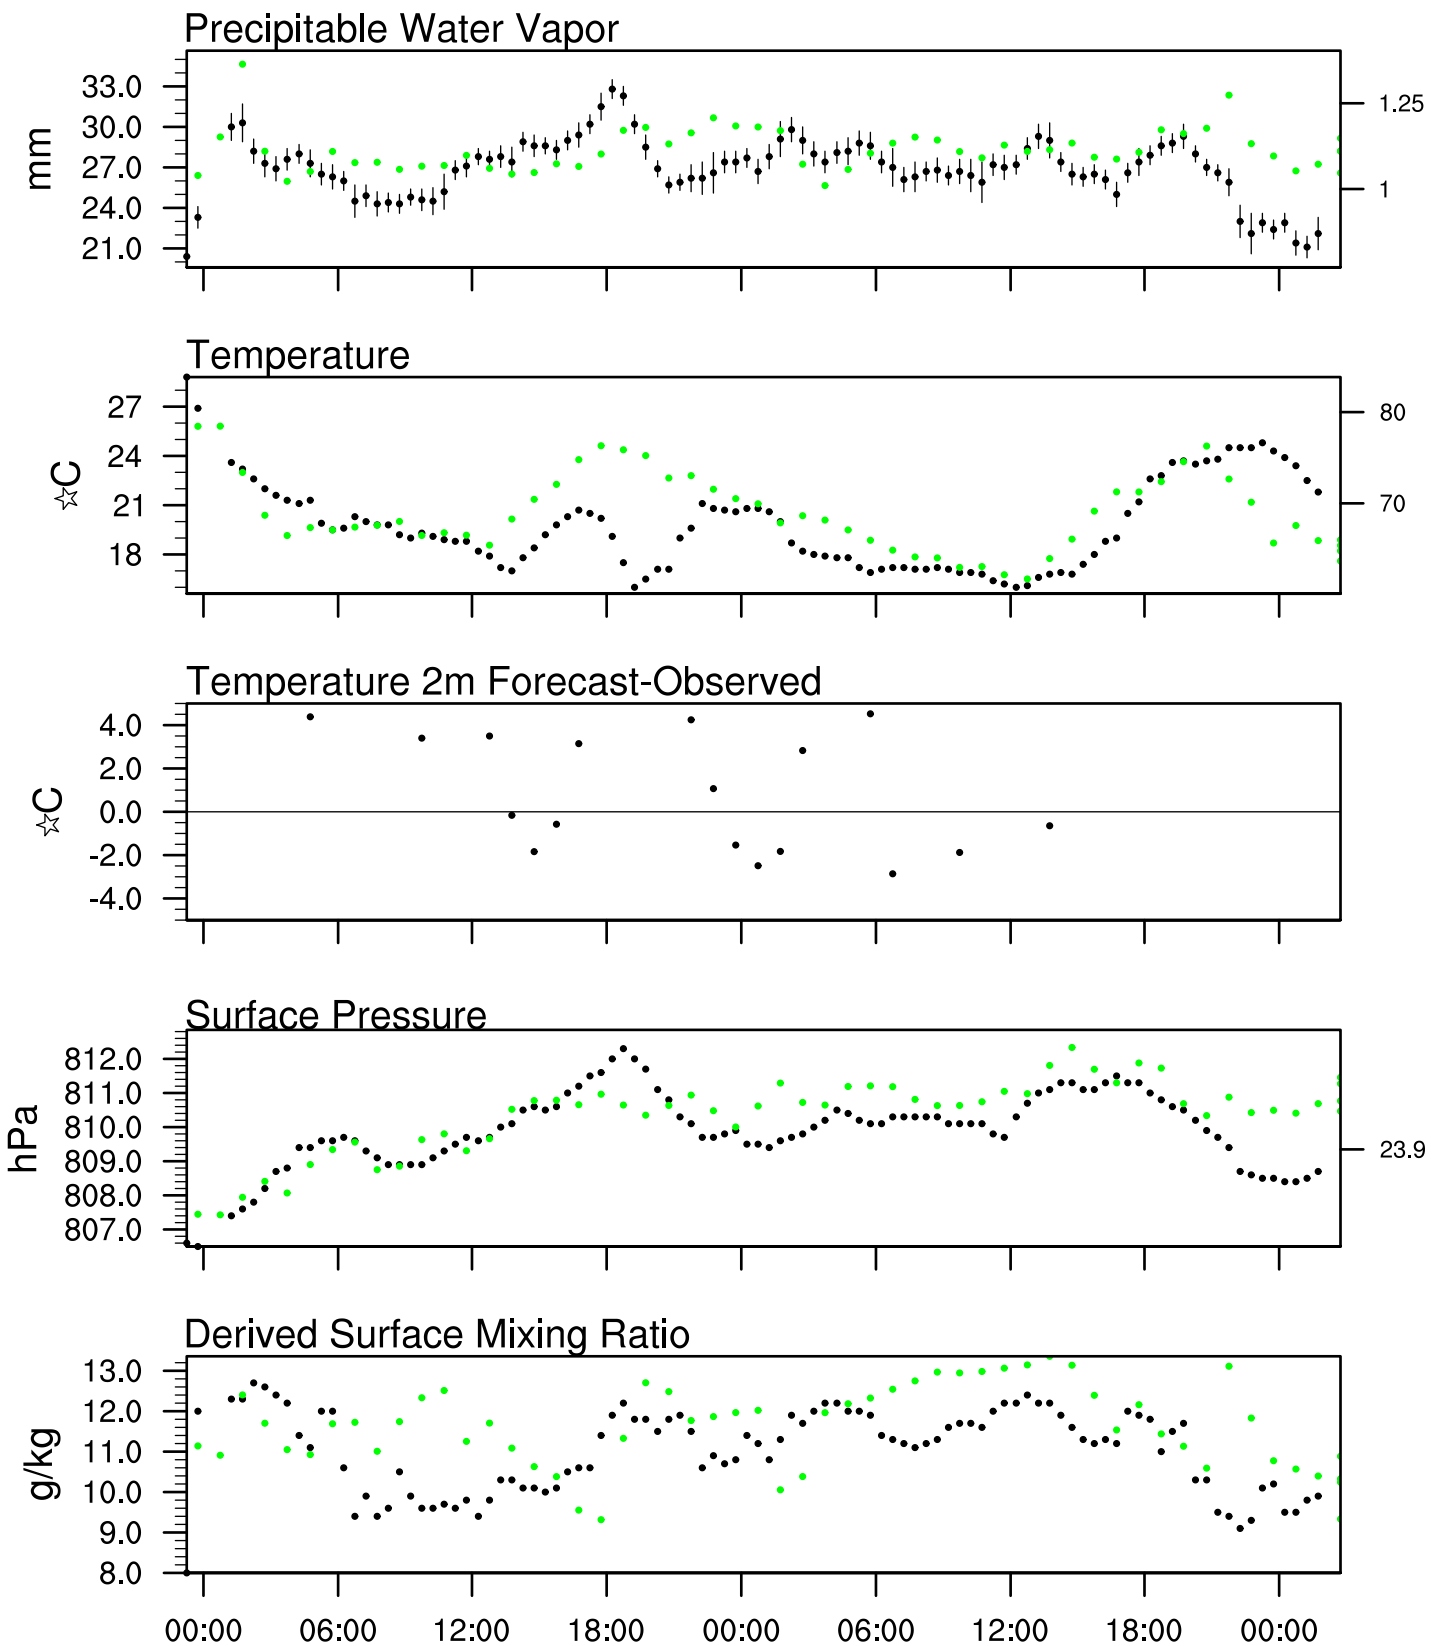 Precipitable Water Vapor
mm
33.0
30.0
27.0
24.0
21.0
1.25
1
Temperature
☆C
27
24
21
18
80
70
Temperature 2m Forecast-Observed
☆C
4.0
2.0
0.0
-2.0
-4.0
Surface Pressure
hPa
812.0
811.0
810.0
809.0
808.0
807.0
23.9
Derived Surface Mixing Ratio
g/kg
13.0
12.0
11.0
10.0
9.0
8.0
00:00 06:00 12:00 18:00 00:00 06:00 12:00 18:00 00:00